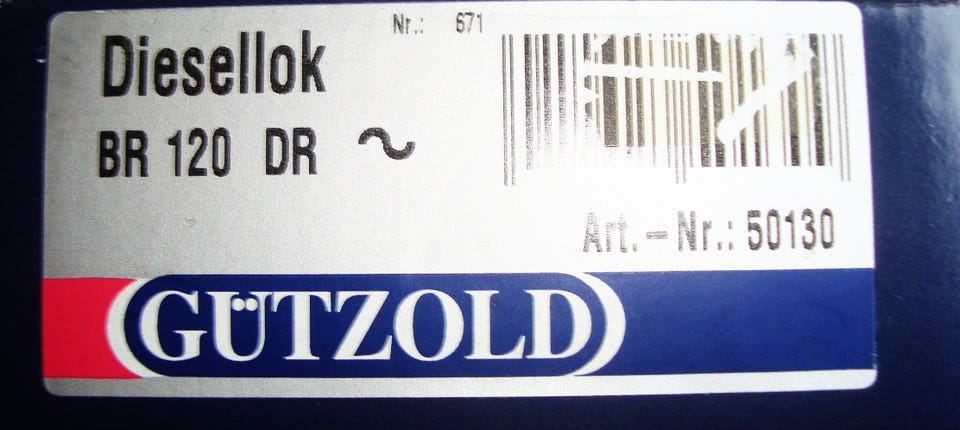 Nr.: 671
Diesellok
BR 120 DR ~
Art.-Nr.: 50130
GÜTZOLD